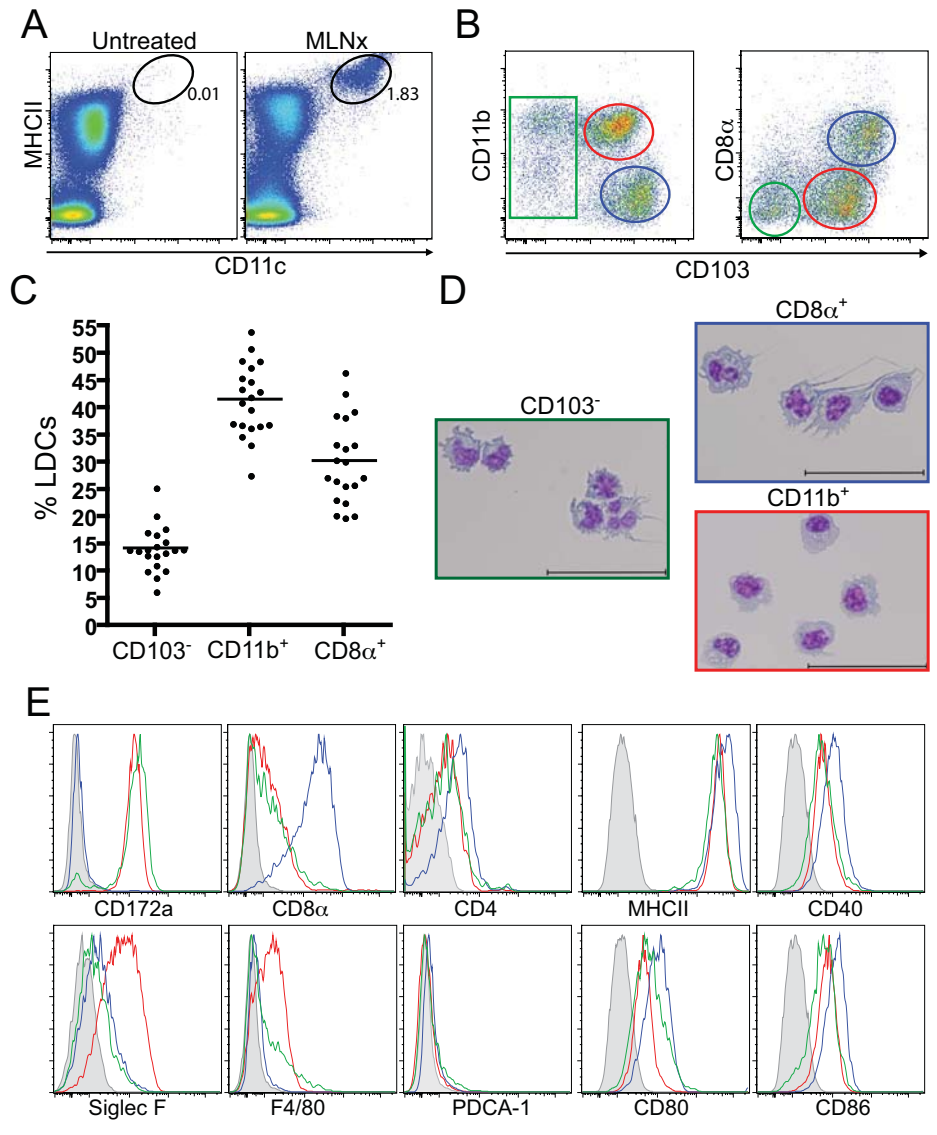 A
Untreated
MLNx
0.01
1.83
MHCII
CD11c
B
CD11b
CD8α
CD103
C
% LDCs
55
50
45
40
35
30
25
20
15
10
5
0
CD103-
CD11b+
CD8α+
D
CD103-
CD8α+
CD11b+
E
CD172a
CD8α
CD4
MHCII
CD40
Siglec F
F4/80
PDCA-1
CD80
CD86